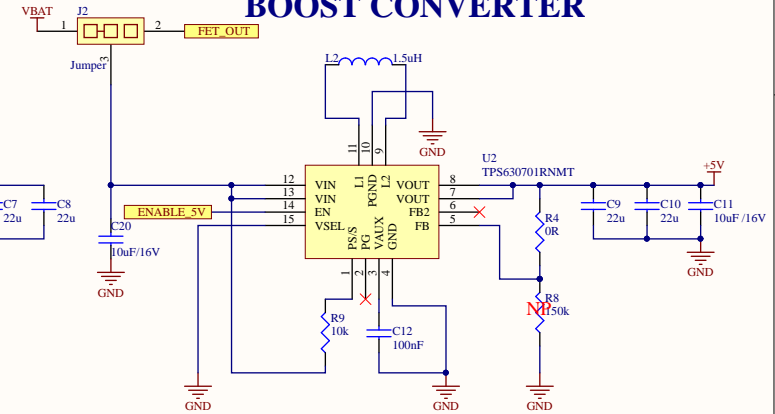 BOOST CONVERTER
VBAT
J2
1
2
FET_OUT
3
Jumper
L2
1.5uH
GND
11
10
9
U2
TPS630701RNMT
+5V
L1
PGND
L2
12
VIN
VOUT
8
13
VIN
VOUT
7
ENABLE_5V
14
EN
FB2
6
15
VSEL
FB
5
PS/S
PG
VAUX
GND
1
2
3
4
C7
22u
C8
22u
C20
10uF/16V
GND
R4
0R
C9
22u
C10
22u
C11
10uF/16V
GND
R9
10k
C12
100nF
R8
150k
NP
GND
GND
GND